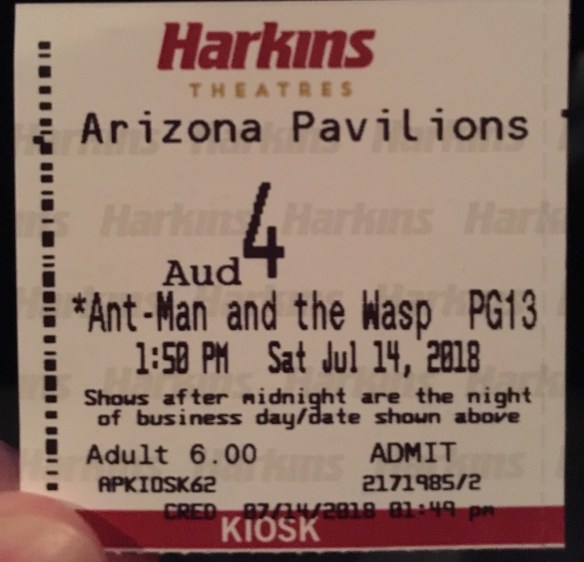 Harkins
THEATRES
Arizona Pavilions
Aud 4
*Ant-Man and the Wasp PG13
1:50 PM Sat Jul 14, 2018
Shows after midnight are the night
of business day/date shown above
Adult 6.00 ADMIT
APKIOSK62 2171985/2
CRED 07/14/2018 01:49 pm
KIOSK